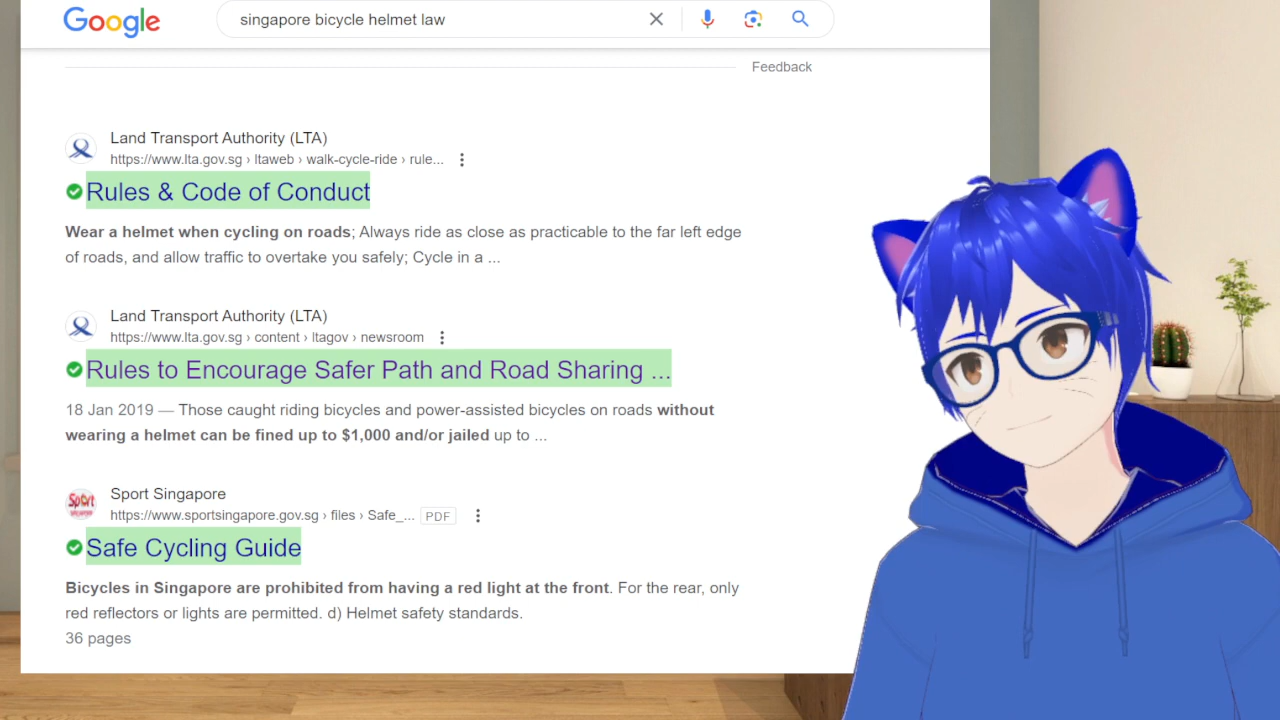 Google
singapore bicycle helmet law
Feedback
Land Transport Authority (LTA)
https://www.lta.gov.sg › ltaweb › walk-cycle-ride › rule...
Rules & Code of Conduct
Wear a helmet when cycling on roads; Always ride as close as practicable to the far left edge
of roads, and allow traffic to overtake you safely; Cycle in a ...
Land Transport Authority (LTA)
https://www.lta.gov.sg › content › ltagov › newsroom
Rules to Encourage Safer Path and Road Sharing ...
18 Jan 2019 — Those caught riding bicycles and power-assisted bicycles on roads without
wearing a helmet can be fined up to $1,000 and/or jailed up to ...
Sport
Sport Singapore
https://www.sportsingapore.gov.sg › files › Safe_... PDF
Safe Cycling Guide
Bicycles in Singapore are prohibited from having a red light at the front. For the rear, only
red reflectors or lights are permitted. d) Helmet safety standards.
36 pages